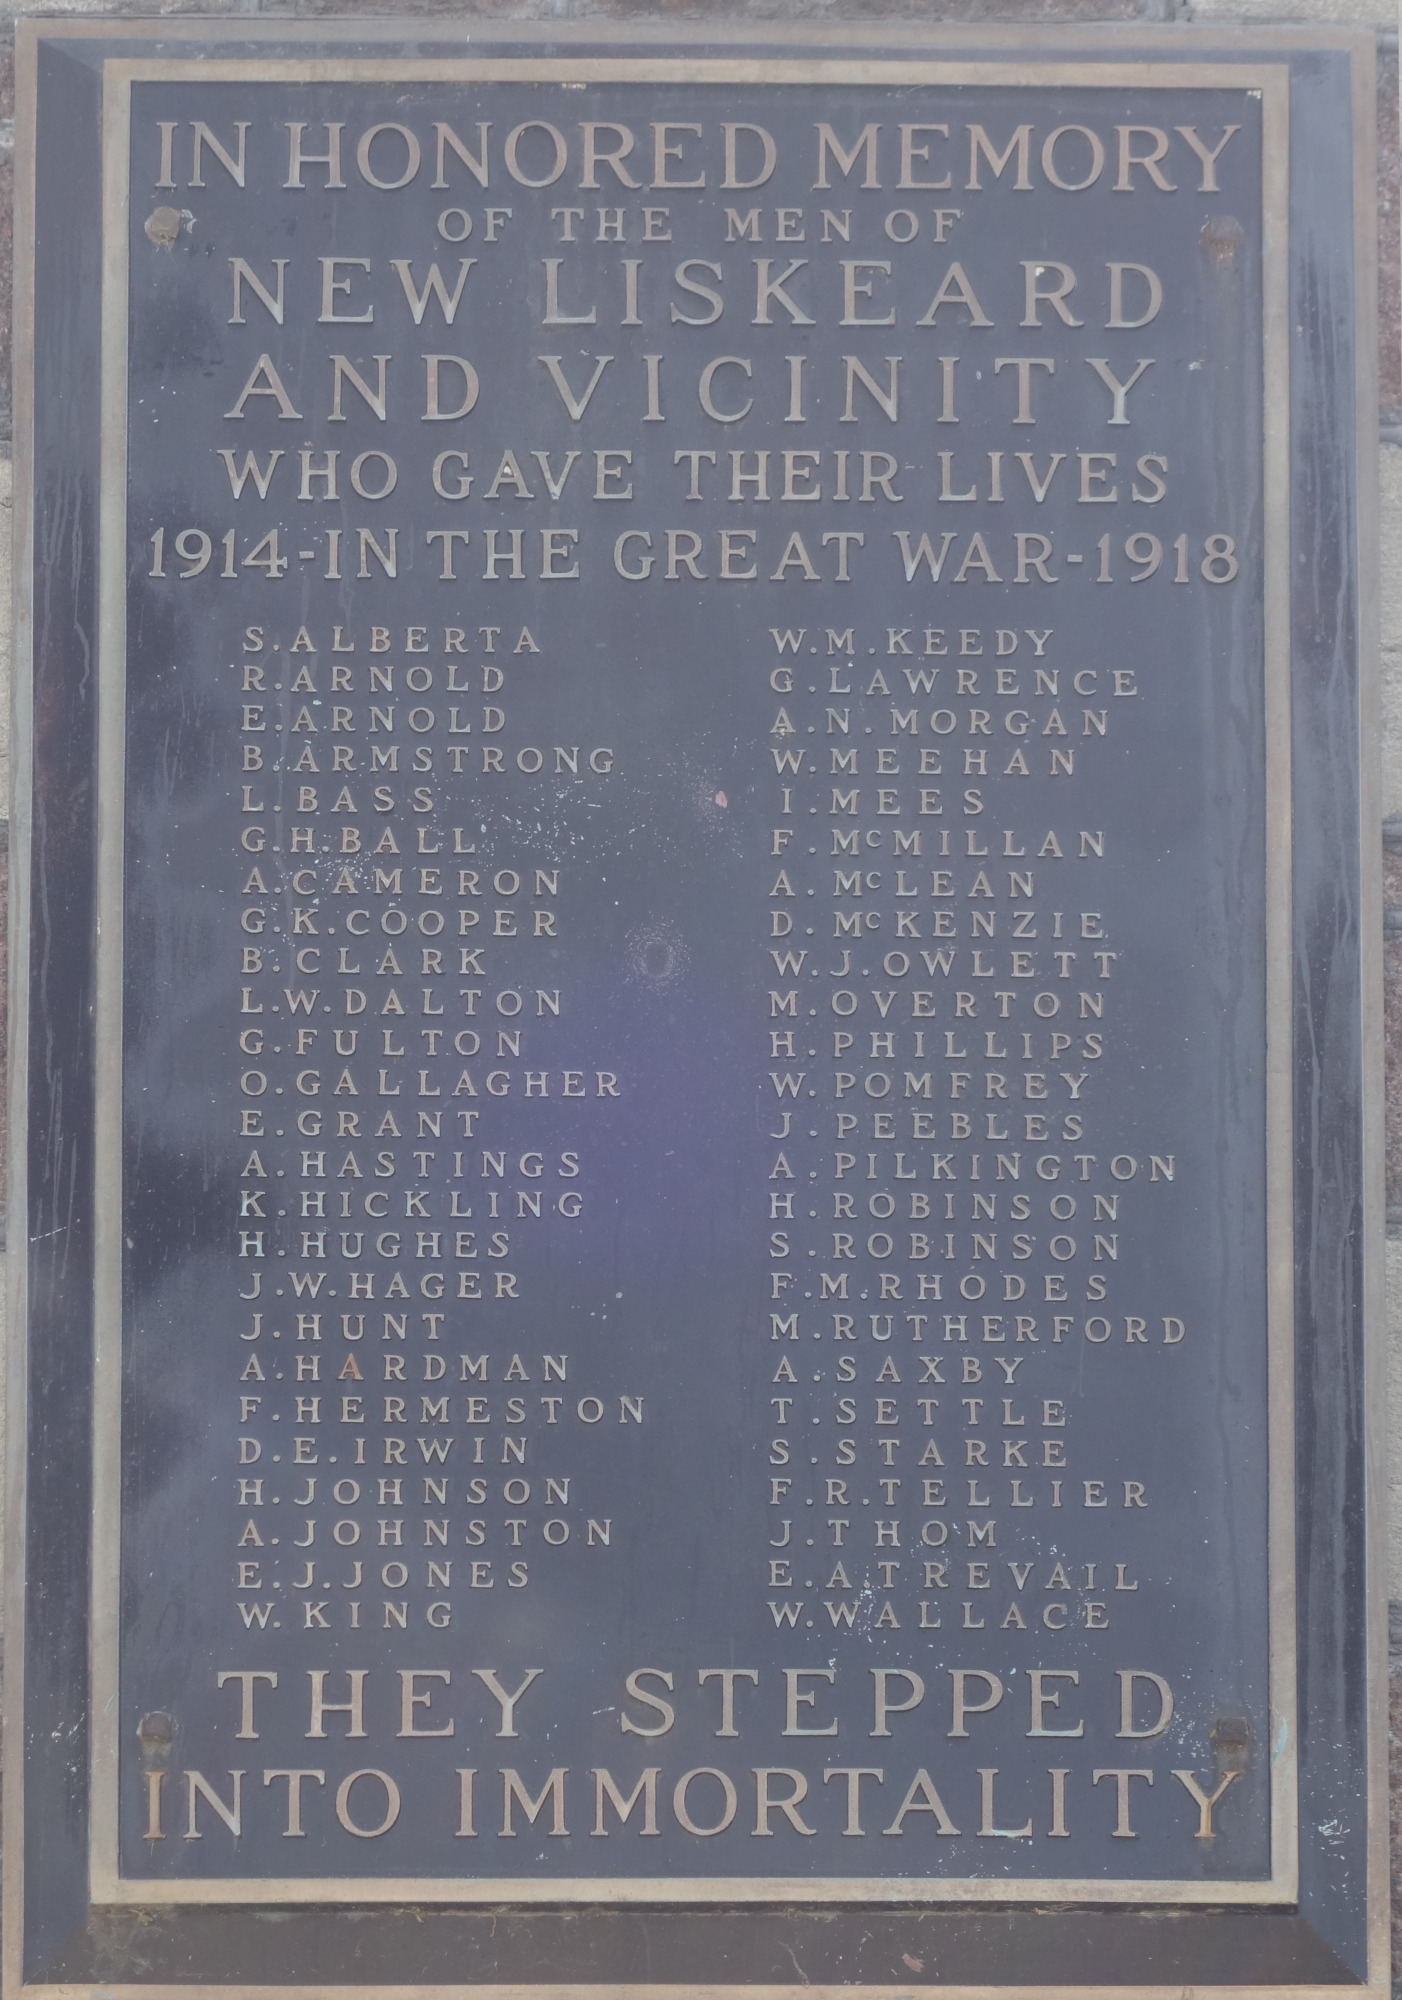 IN HONORED MEMORY
OF THE MEN OF
NEW LISKEARD
AND VICINITY
WHO GAVE THEIR LIVES
1914-IN THE GREAT WAR-1918
S. ALBERTA
R. ARNOLD
E. ARNOLD
B. ARMSTRONG
L. BASS
G.H. BALL
A. CAMERON
G.K. COOPER
B. CLARK
L.W. DALTON
G. FULTON
O. GALLAGHER
E. GRANT
A. HASTINGS
K. HICKLING
H. HUGHES
J.W. HAGER
J. HUNT
A. HARDMAN
F. HERMESTON
D.E. IRWIN
H. JOHNSON
A. JOHNSTON
E.J. JONES
W. KING
W.M. KEEDY
G. LAWRENCE
A.N. MORGAN
W. MEEHAN
I. MEES
F. McMILLAN
A. McLEAN
D. McKENZIE
W.J. OWLETT
M. OVERTON
H. PHILLIPS
W. POMFREY
J. PEEBLES
A. PILKINGTON
H. ROBINSON
S. ROBINSON
F.M. RHODES
M. RUTHERFORD
A. SAXBY
T. SETTLE
S. STARKE
F.R. TELLIER
J. THOM
E.A. TREVAIL
W. WALLACE
THEY STEPPED
INTO IMMORTALITY